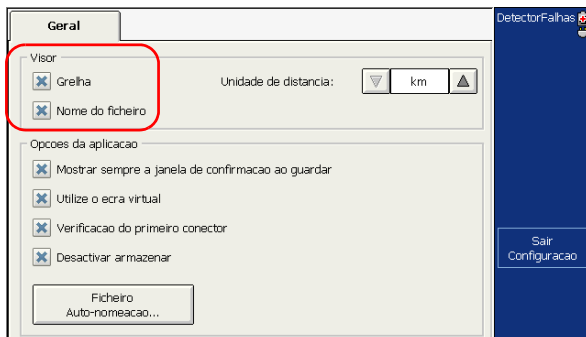 Geral
DetectorFalhas
Visor
Grelha
Unidade de distancia:
km
Nome do ficheiro
Opcoes da aplicacao
Mostrar sempre a janela de confirmacao ao guardar
Utilize o ecra virtual
Verificacao do primeiro conector
Desactivar armazenar
Sair
Configuracao
Ficheiro
Auto-nomeacao...